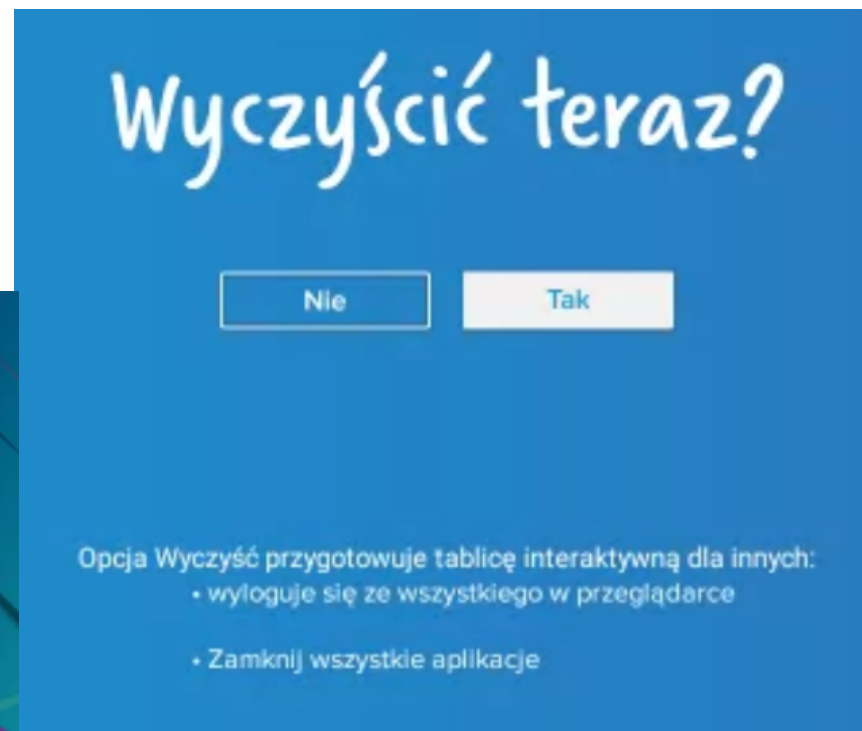 Wyczyścić teraz?
Nie Tak
Opcja Wyczyść przygotowuje tablicę interaktywną dla innych:
• wyloguje się ze wszystkiego w przeglądarce
• Zamknij wszystkie aplikacje